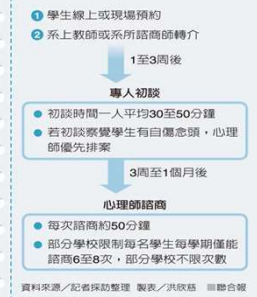 ❶ 學生線上或現場預約
❷ 系上教師或系所諮商師轉介
1至3周後
專人初談
● 初談時間一人平均30至50分鐘
● 若初談察覺學生有自傷念頭，心理
師優先排案
3周至1個月後
心理師諮商
● 每次諮商約50分鐘
● 部分學校限制每名學生每學期僅能
諮商6至8次，部分學校不限次數
資料來源／記者採訪整理 製表／洪欣慈 ■聯合報